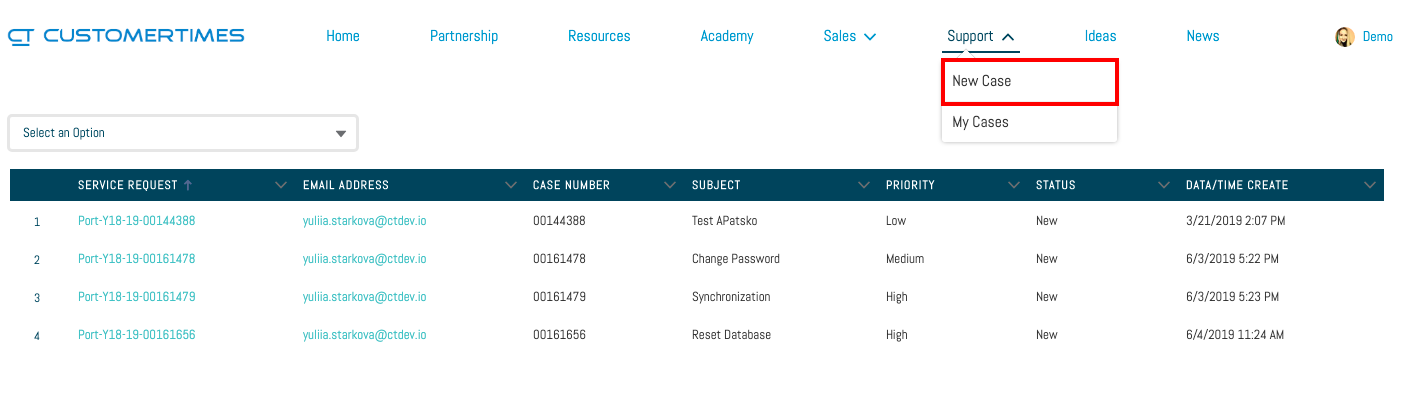 CT CUSTOMERTIMES Home Partnership Resources Academy Sales Support Ideas News Demo
New Case
My Cases
Select an Option
SERVICE REQUEST EMAIL ADDRESS CASE NUMBER SUBJECT PRIORITY STATUS DATA/TIME CREATE
1 Port-Y18-19-00144388 yuliia.starkova@ctdev.io 00144388 Test APatsko Low New 3/21/2019 2:07 PM
2 Port-Y18-19-00161478 yuliia.starkova@ctdev.io 00161478 Change Password Medium New 6/3/2019 5:22 PM
3 Port-Y18-19-00161479 yuliia.starkova@ctdev.io 00161479 Synchronization High New 6/3/2019 5:23 PM
4 Port-Y18-19-00161656 yuliia.starkova@ctdev.io 00161656 Reset Database High New 6/4/2019 11:24 AM